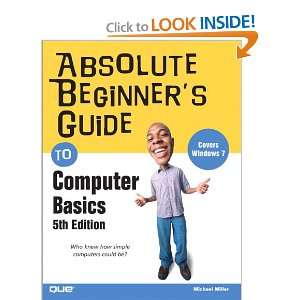 Click to LOOK INSIDE!
ABSOLUTE
BEGINNER'S
GUIDE
TO
Covers
Windows 7
Computer
Basics
5th Edition
Who knew how simple
computers could be?
QUE
Michael Miller